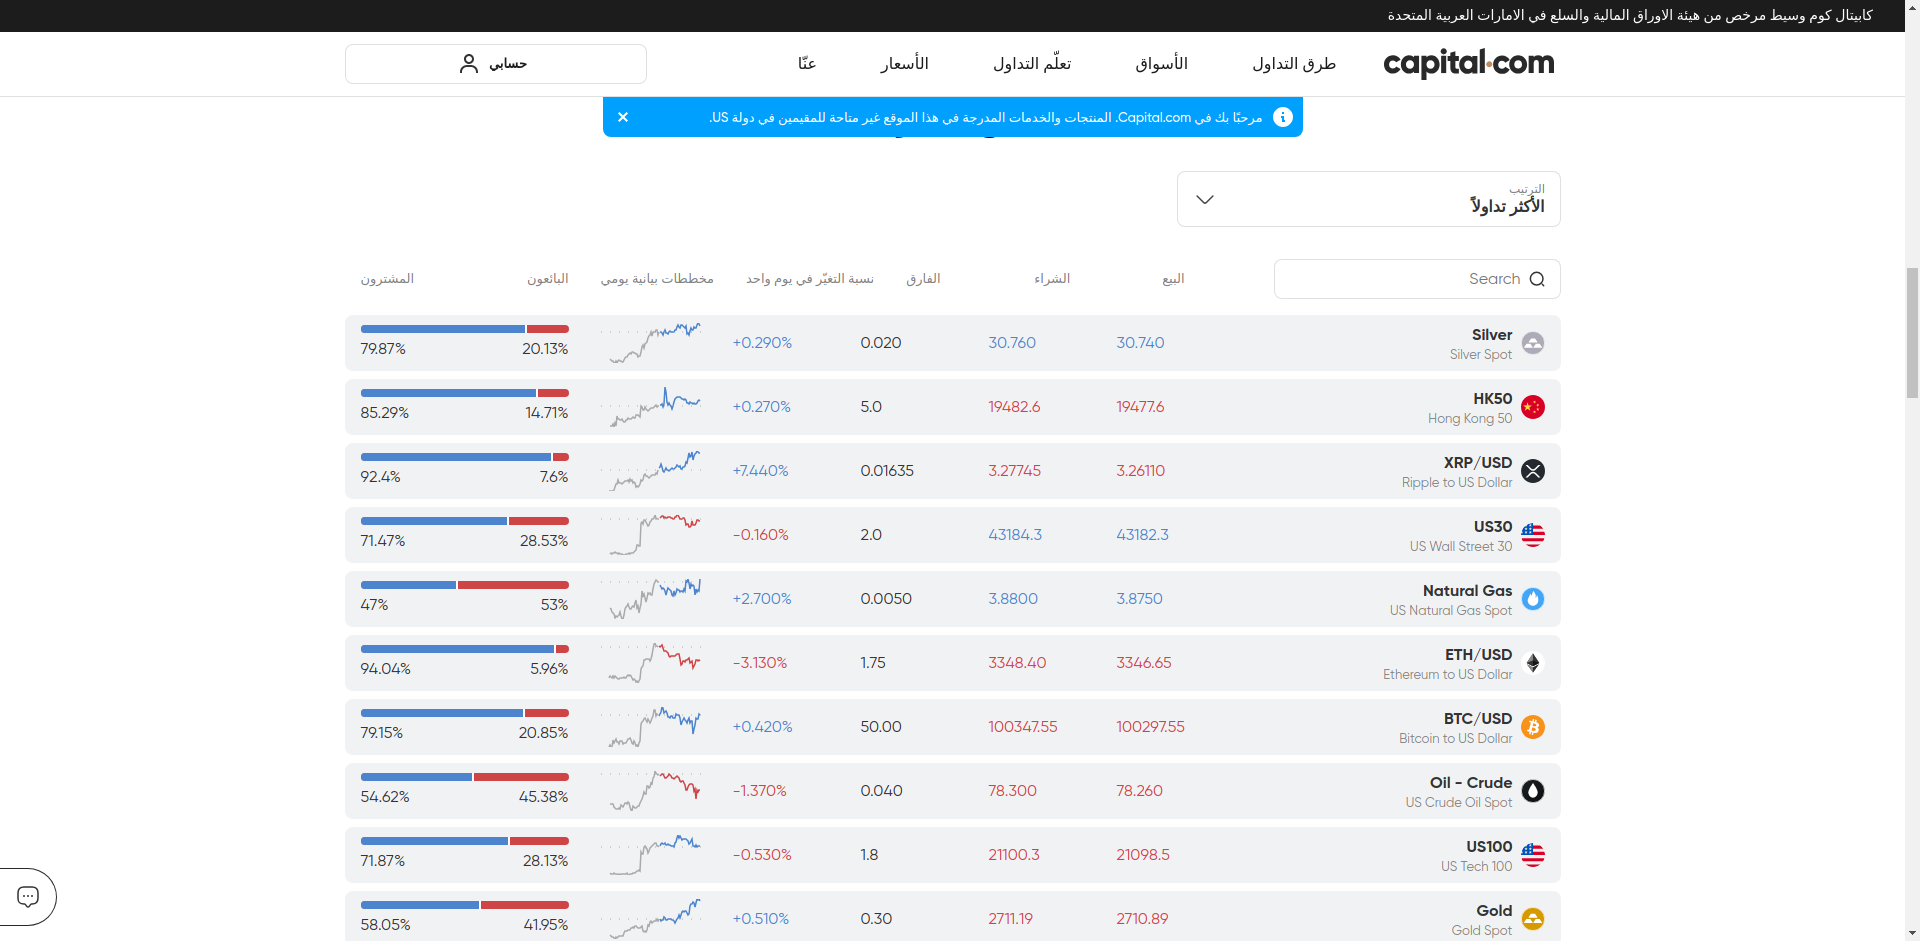 كابيتال كوم وسيط مرخص من هيئة الاوراق المالية والسلع في الامارات العربية المتحدة
capital.com
طرق التداول
الأسواق
تعلّم التداول
الأسعار
عنّا
حسابي
مرحبًا بك في Capital.com. المنتجات والخدمات المدرجة في هذا الموقع غير متاحة للمقيمين في دولة US.
الترتيب
الأكثر تداولاً
Search
البيع
الشراء
الفارق
نسبة التغيّر في يوم واحد
مخططات بيانية يومي
البائعون
المشترون
Silver
Silver Spot
30.740
30.760
0.020
+0.290%
20.13%
79.87%
HK50
Hong Kong 50
19477.6
19482.6
5.0
+0.270%
14.71%
85.29%
XRP/USD
Ripple to US Dollar
3.26110
3.27745
0.01635
+7.440%
7.6%
92.4%
US30
US Wall Street 30
43182.3
43184.3
2.0
-0.160%
28.53%
71.47%
Natural Gas
US Natural Gas Spot
3.8750
3.8800
0.0050
+2.700%
53%
47%
ETH/USD
Ethereum to US Dollar
3346.65
3348.40
1.75
-3.130%
5.96%
94.04%
BTC/USD
Bitcoin to US Dollar
100297.55
100347.55
50.00
+0.420%
20.85%
79.15%
Oil - Crude
US Crude Oil Spot
78.260
78.300
0.040
-1.370%
45.38%
54.62%
US100
US Tech 100
21098.5
21100.3
1.8
-0.530%
28.13%
71.87%
Gold
Gold Spot
2710.89
2711.19
0.30
+0.510%
41.95%
58.05%